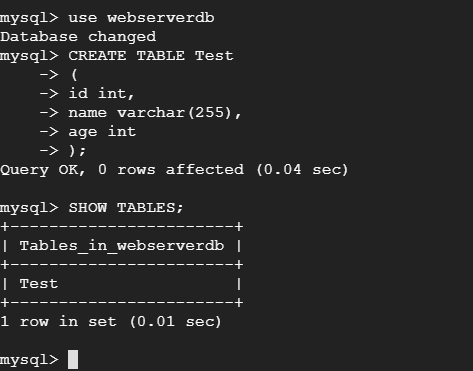 mysql> use webserverdb
Database changed
mysql> CREATE TABLE Test
    -> (
    -> id int,
    -> name varchar(255),
    -> age int
    -> );
Query OK, 0 rows affected (0.04 sec)

mysql> SHOW TABLES;
+-----------------------+
| Tables_in_webserverdb |
+-----------------------+
| Test                  |
+-----------------------+
1 row in set (0.01 sec)

mysql>